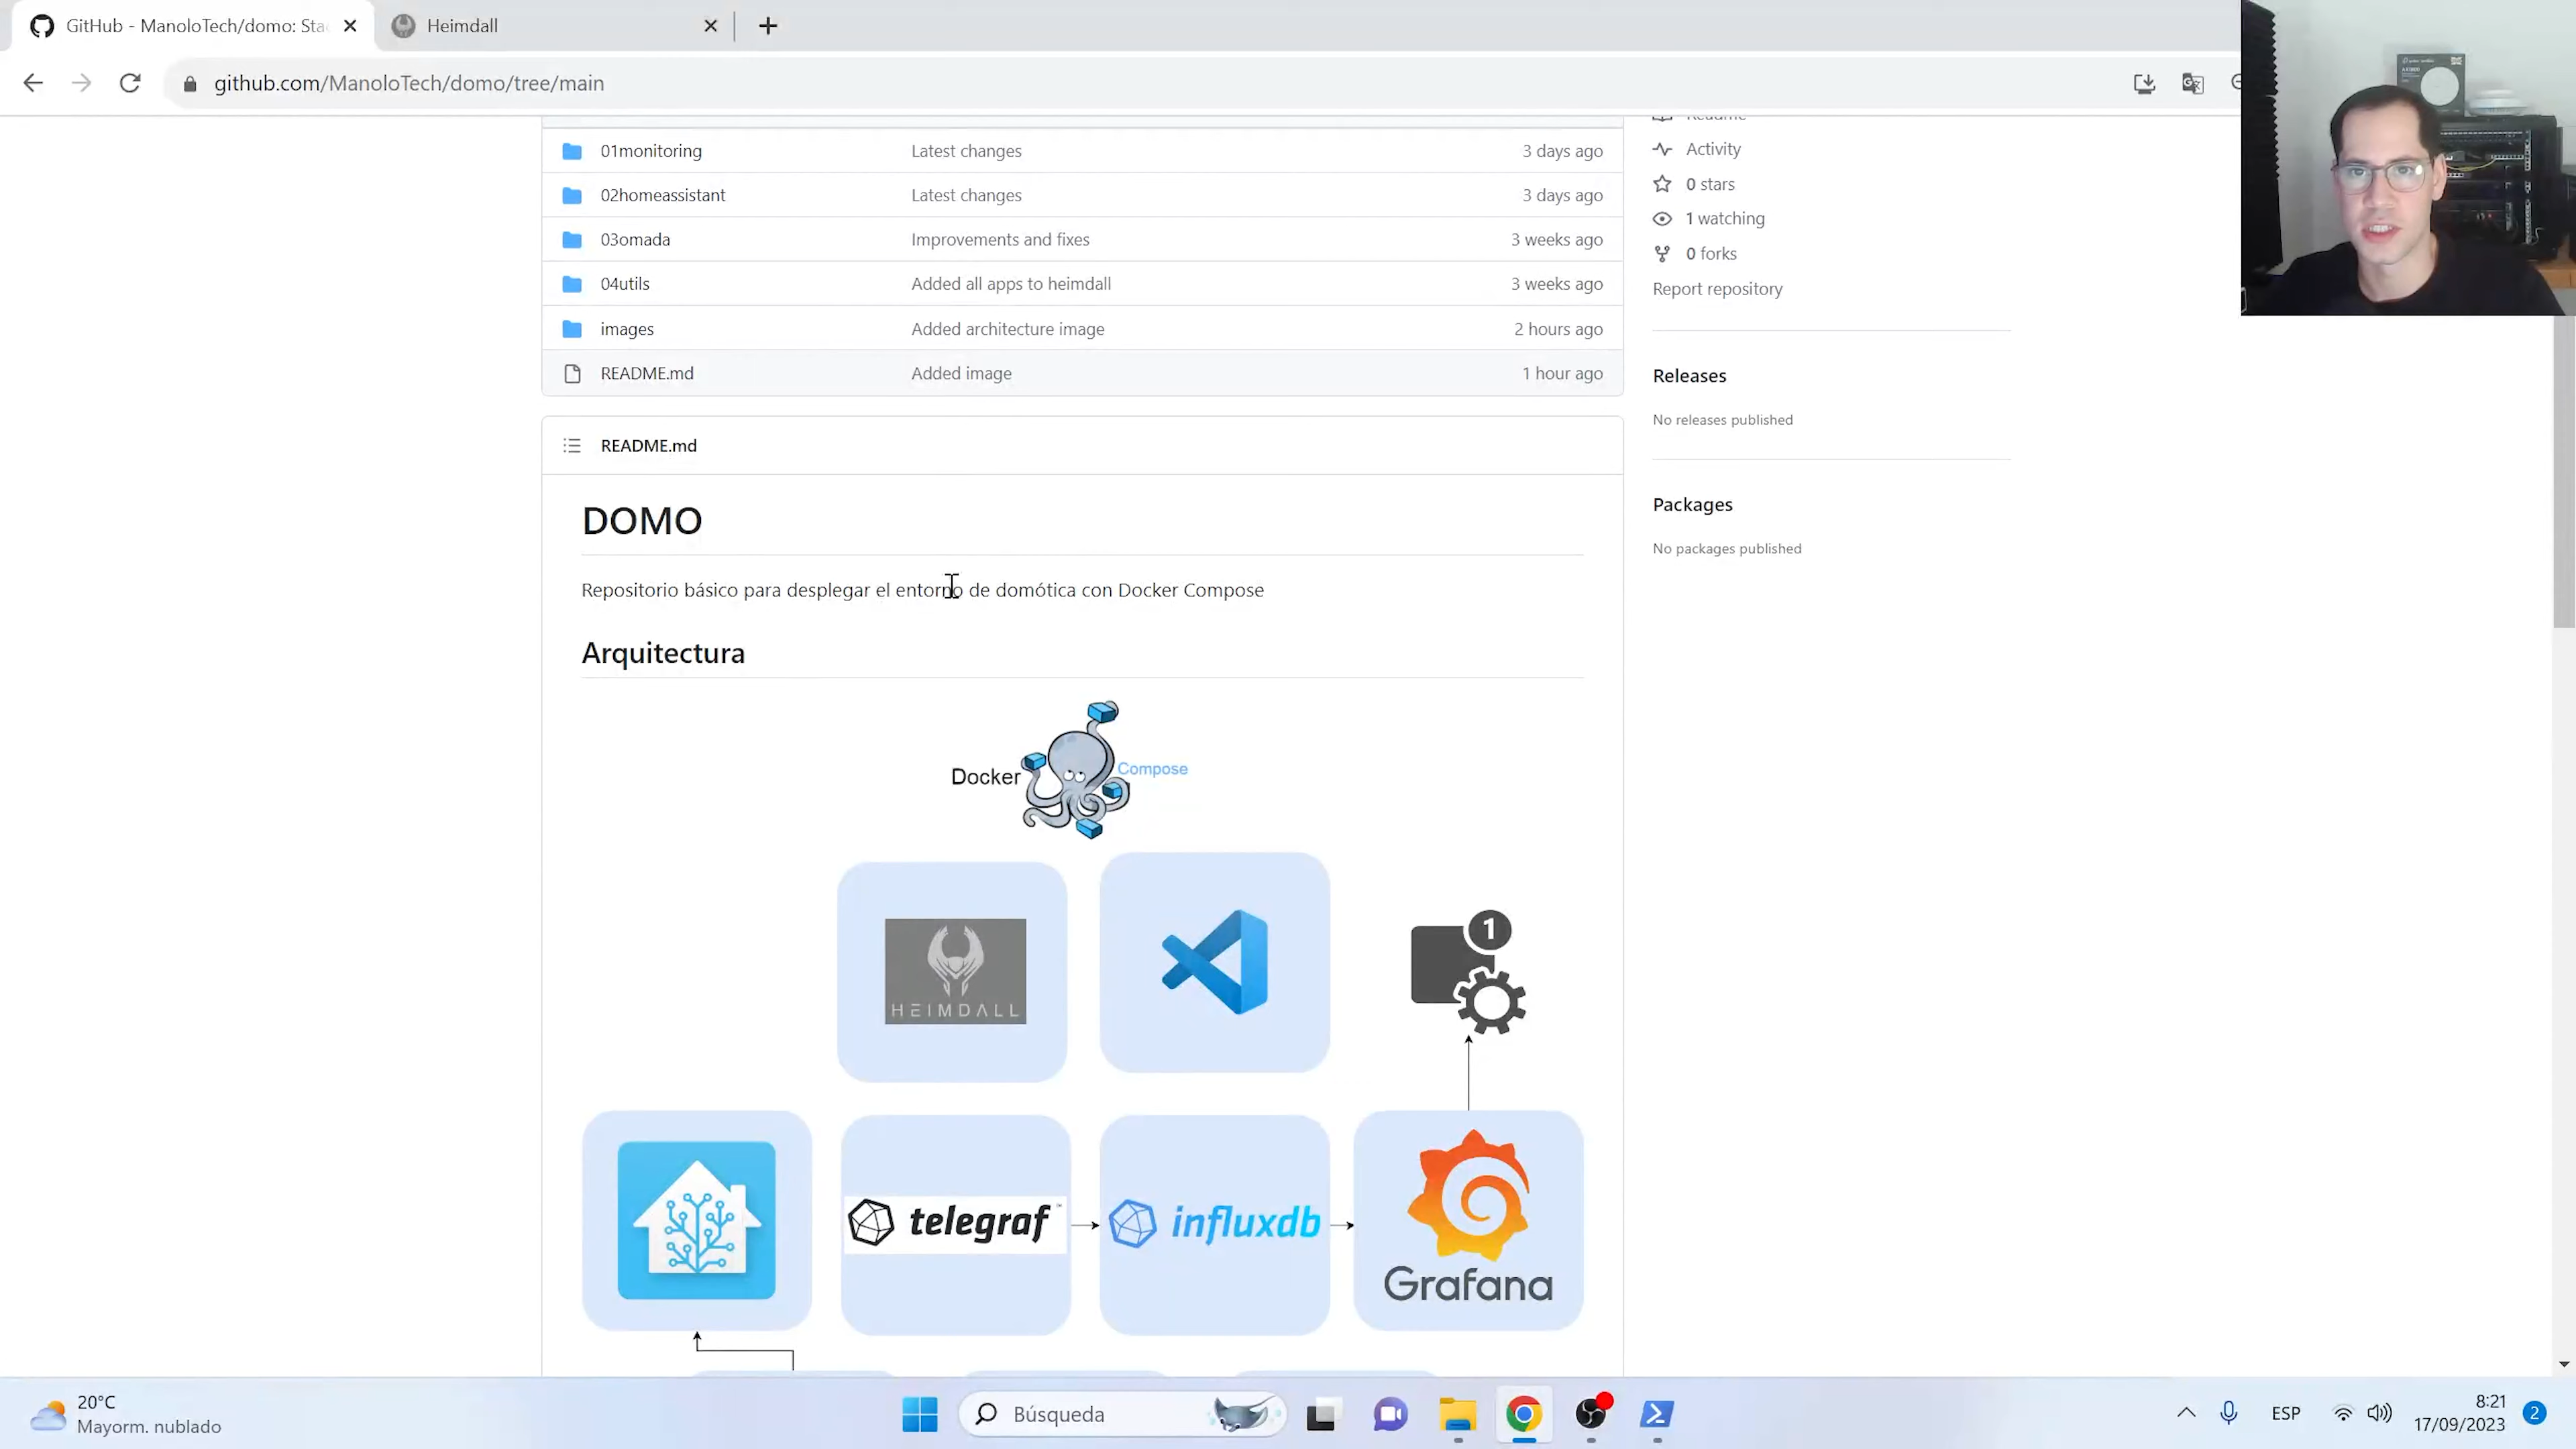 GitHub - ManoloTech/domo: Sta
Heimdall
github.com/ManoloTech/domo/tree/main
Readme
01monitoring Latest changes 3 days ago
Activity
02homeassistant Latest changes 3 days ago
0 stars
03omada Improvements and fixes 3 weeks ago
1 watching
04utils Added all apps to heimdall 3 weeks ago
0 forks
Report repository
images Added architecture image 2 hours ago
README.md Added image 1 hour ago
Releases
No releases published
README.md
Packages
No packages published
DOMO
Repositorio básico para desplegar el entorno de domótica con Docker Compose
Arquitectura
Docker Compose
HEIMDALL
1
telegraf
influxdb
Grafana
20°C
Mayorm. nublado
Búsqueda
ESP
8:21
17/09/2023
2